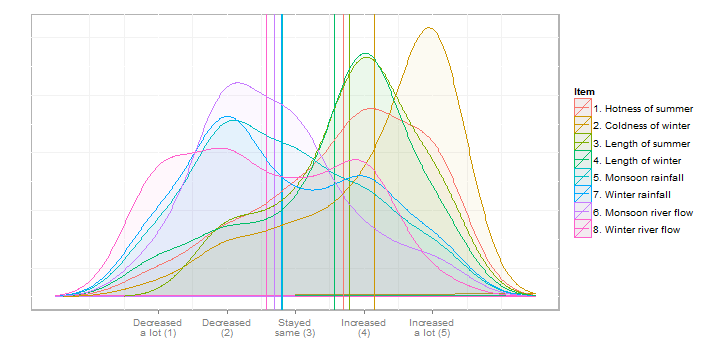 Item
1. Hotness of summer
2. Coldness of winter
3. Length of summer
4. Length of winter
5. Monsoon rainfall
7. Winter rainfall
6. Monsoon river flow
8. Winter river flow
Decreased a lot (1)
Decreased (2)
Stayed same (3)
Increased (4)
Increased a lot (5)